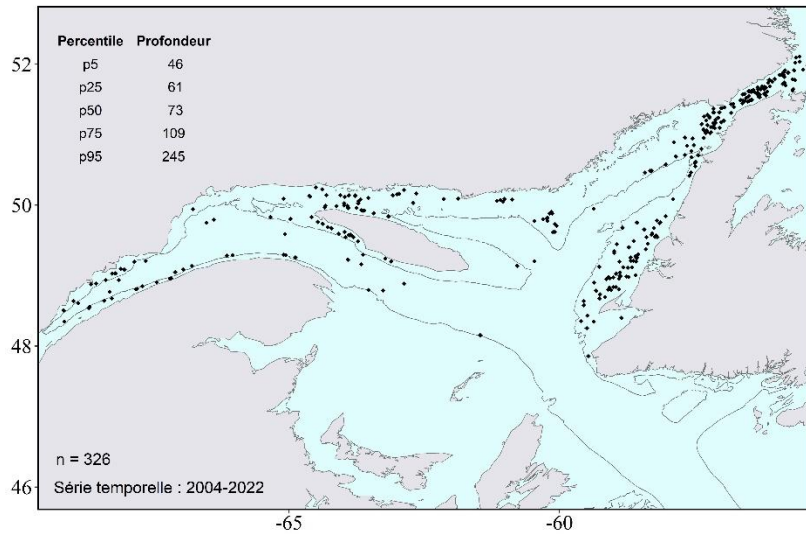 Percentile Profondeur
p5 46
p25 61
p50 73
p75 109
p95 245
52
50
48
46
n = 326
Série temporelle : 2004-2022
-65 -60